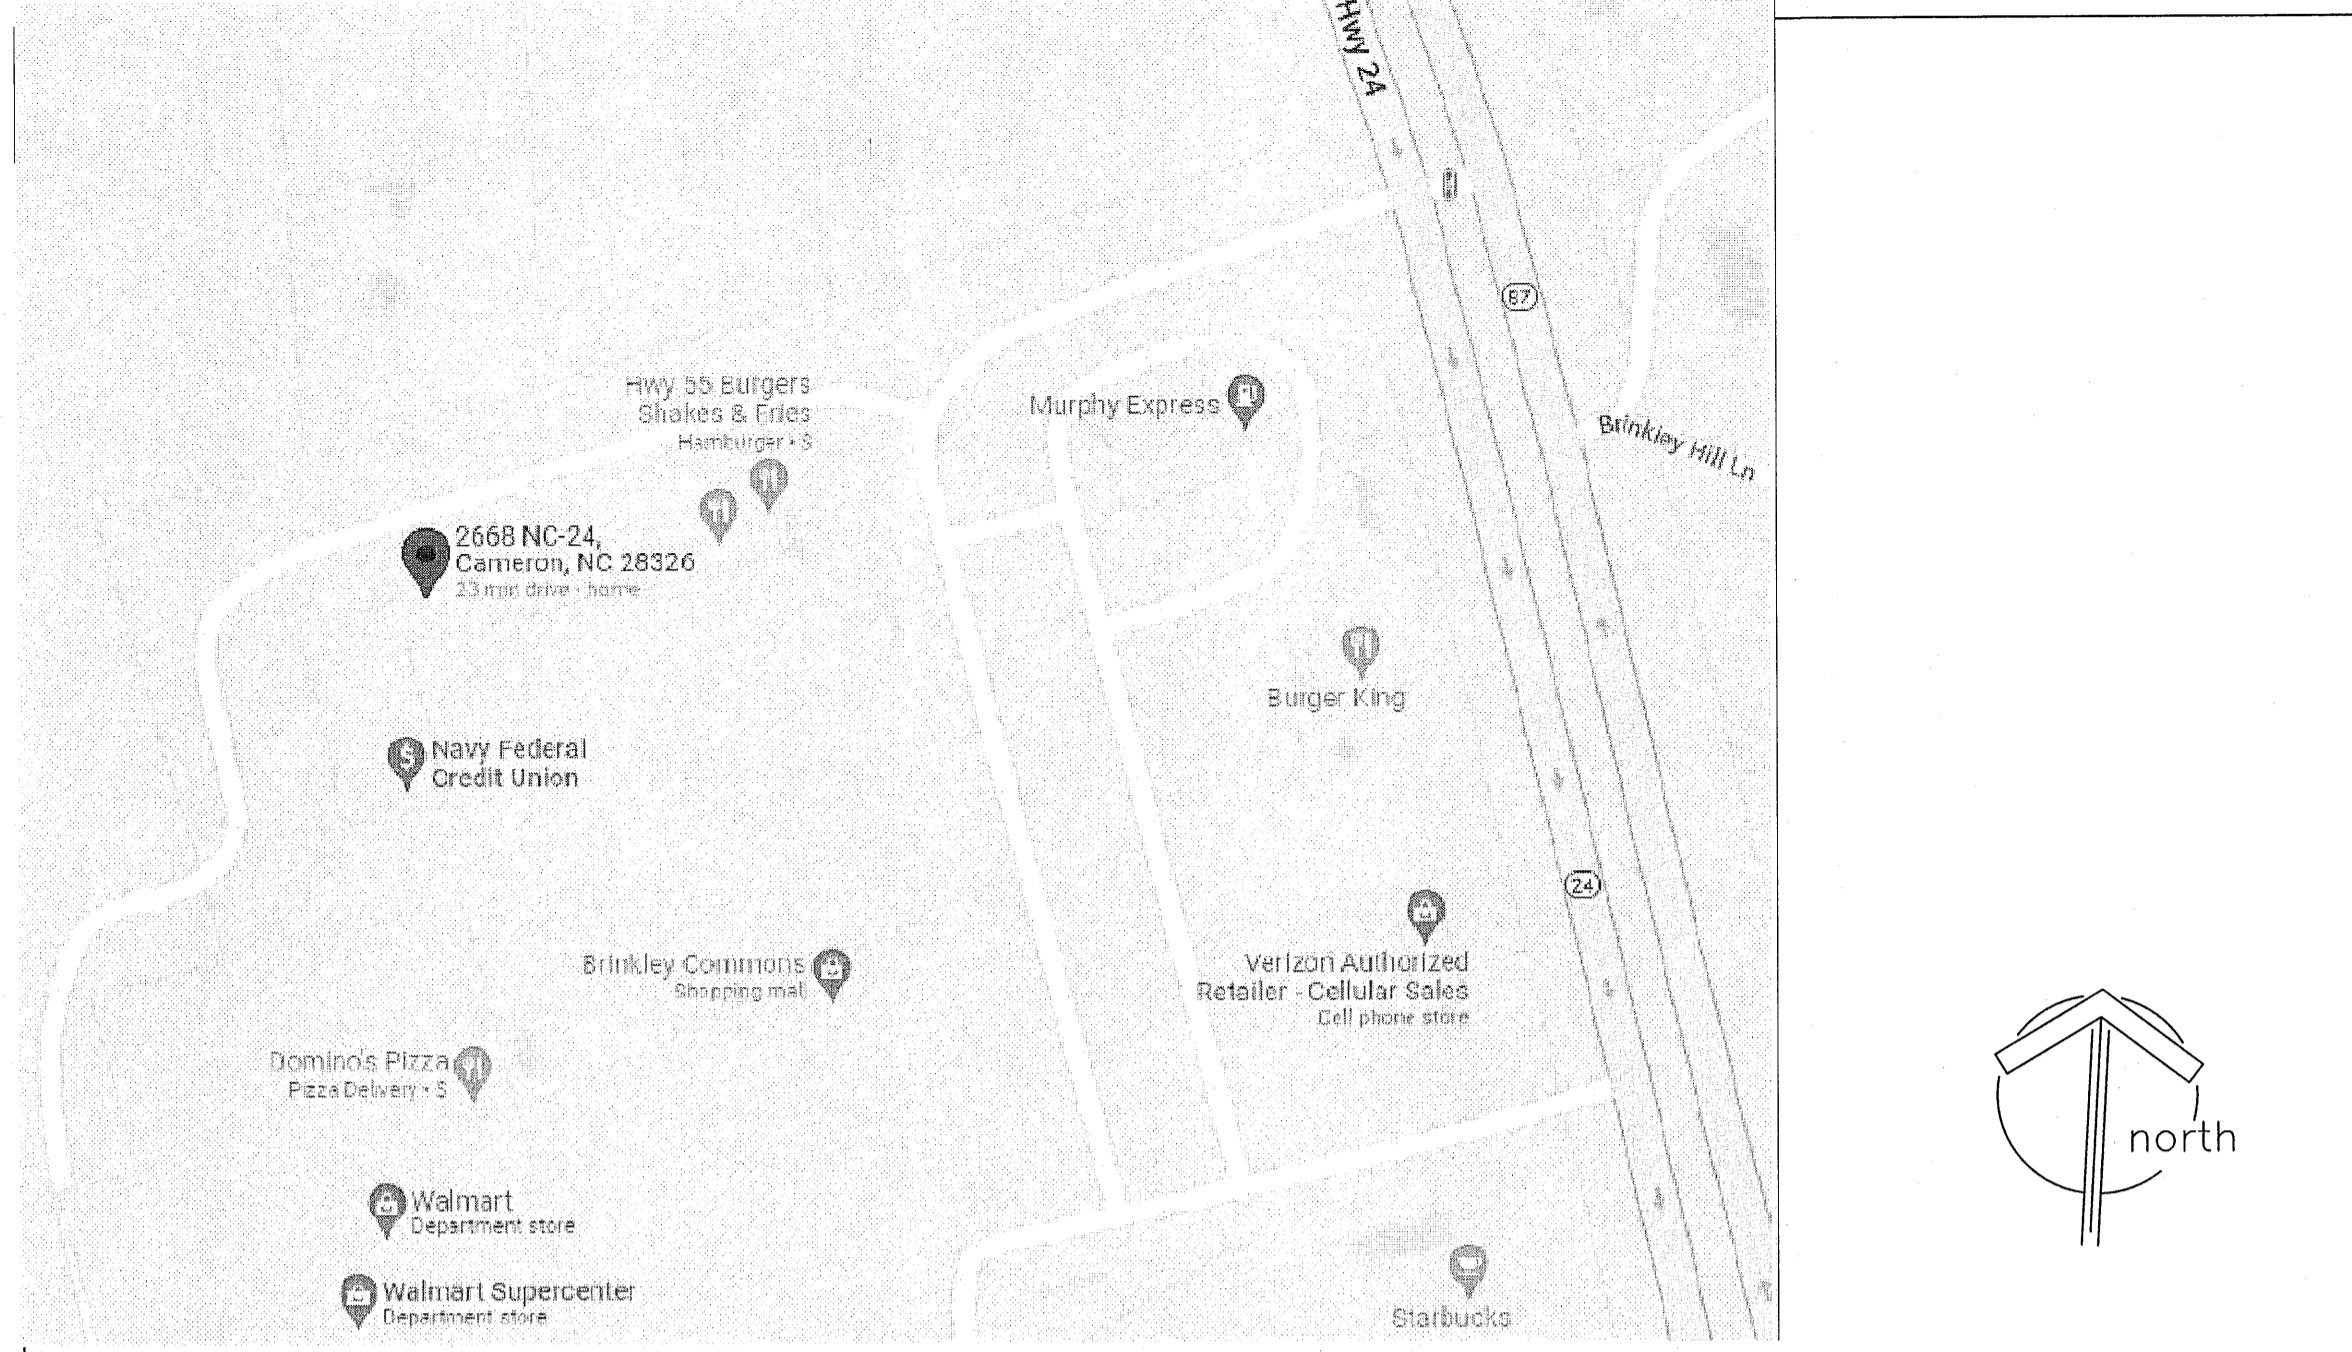 Hwy 24
87
Hwy 55 Burgers
Shakes & Fries
Hamburger • $
Murphy Express
Brinkley Hill Ln
2668 NC-24,
Cameron, NC 28326
23 min drive - home
Burger King
Navy Federal
Credit Union
24
Brinkley Commons
Shopping mall
Verizon Authorized
Retailer - Cellular Sales
Cell phone store
Domino's Pizza
Pizza Delivery • $
north
Walmart
Department store
Walmart Supercenter
Department store
Starbucks